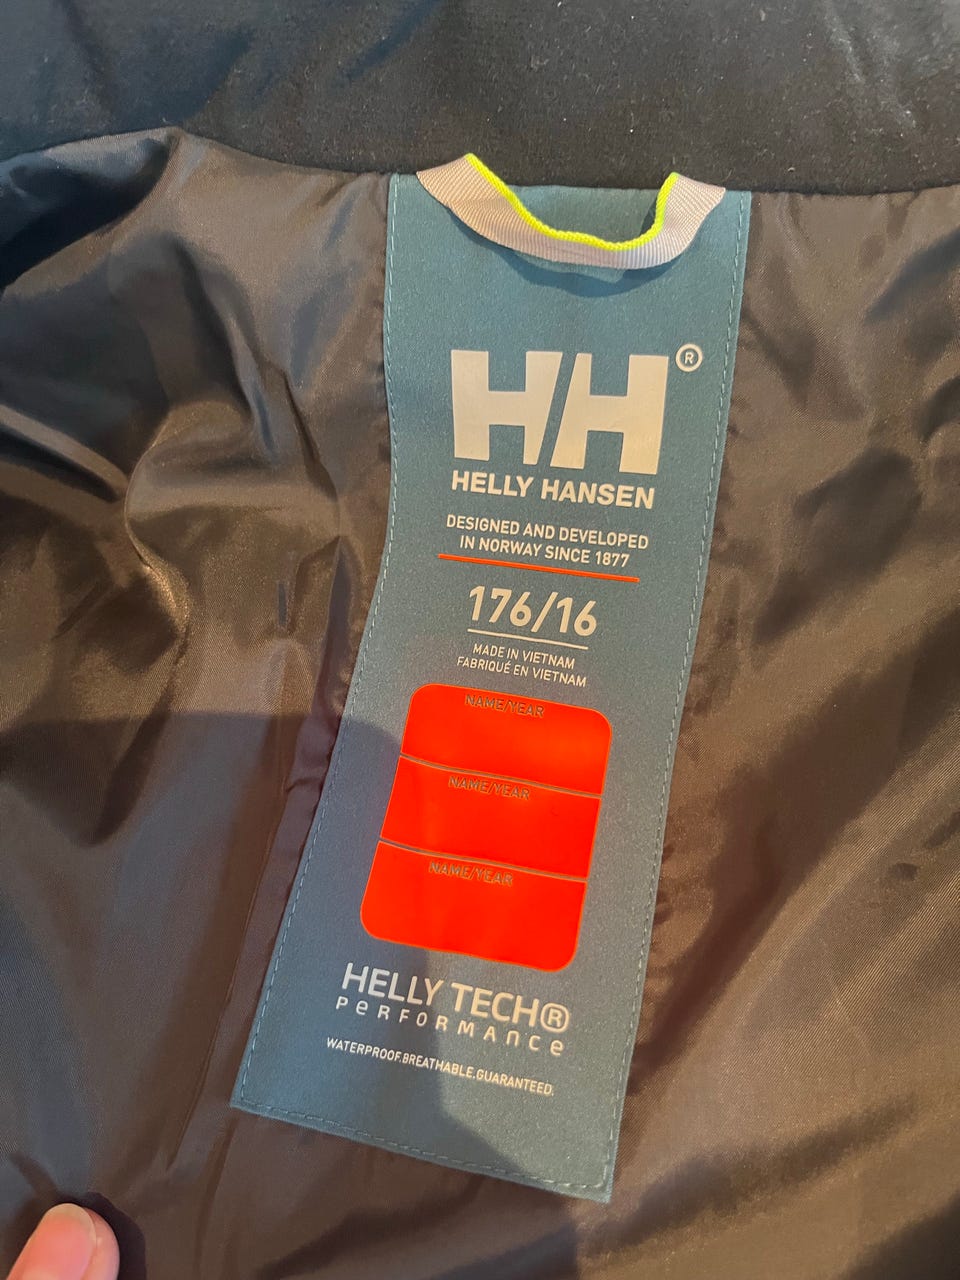 HH®
HELLY HANSEN
DESIGNED AND DEVELOPED
IN NORWAY SINCE 1877
176/16
MADE IN VIETNAM
FABRIQUÉ EN VIETNAM
NAME/YEAR
NAME/YEAR
NAME/YEAR
HELLY TECH®
PERFORMANCE
WATERPROOF.BREATHABLE.GUARANTEED.